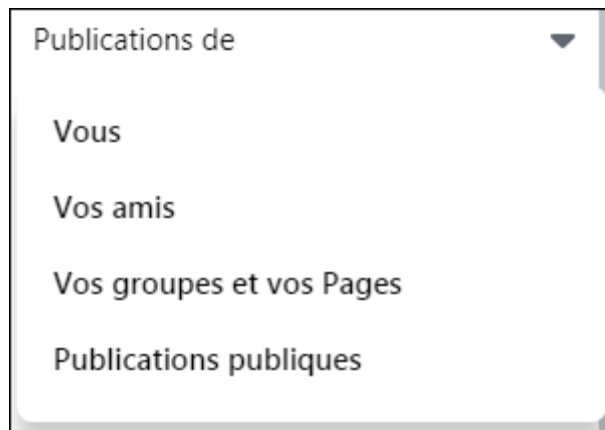 Publications de
Vous
Vos amis
Vos groupes et vos Pages
Publications publiques